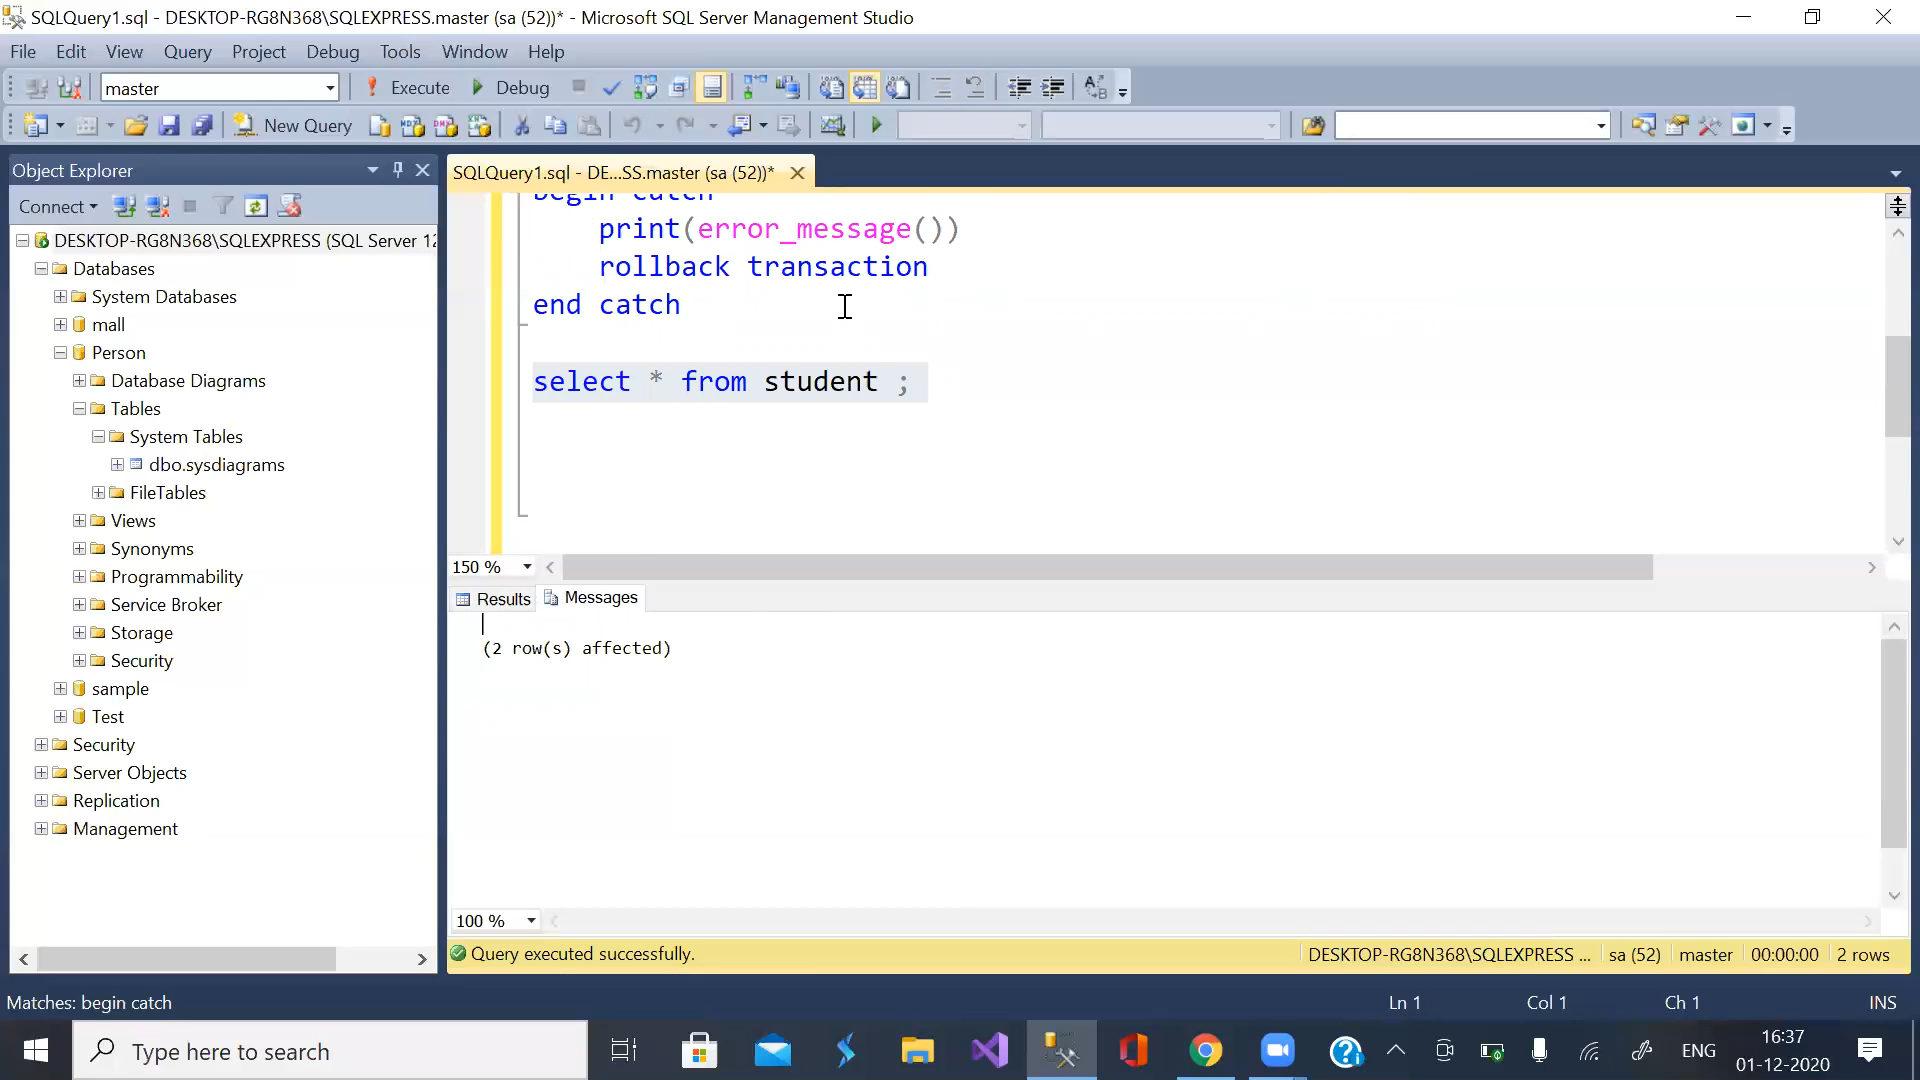 SQLQuery1.sql - DESKTOP-RG8N368\SQLEXPRESS.master (sa (52))* - Microsoft SQL Server Management Studio
File Edit View Query Project Debug Tools Window Help
master Execute Debug
New Query
Object Explorer
Connect
DESKTOP-RG8N368\SQLEXPRESS (SQL Server 12
Databases
System Databases
mall
Person
Database Diagrams
Tables
System Tables
dbo.sysdiagrams
FileTables
Views
Synonyms
Programmability
Service Broker
Storage
Security
sample
Test
Security
Server Objects
Replication
Management
SQLQuery1.sql - DE...SS.master (sa (52))*
begin catch
print(error_message())
rollback transaction
end catch
select * from student ;
150 %
Results Messages
(2 row(s) affected)
100 %
Query executed successfully. DESKTOP-RG8N368\SQLEXPRESS ... sa (52) master 00:00:00 2 rows
Matches: begin catch Ln 1 Col 1 Ch 1 INS
Type here to search
ENG
16:37
01-12-2020